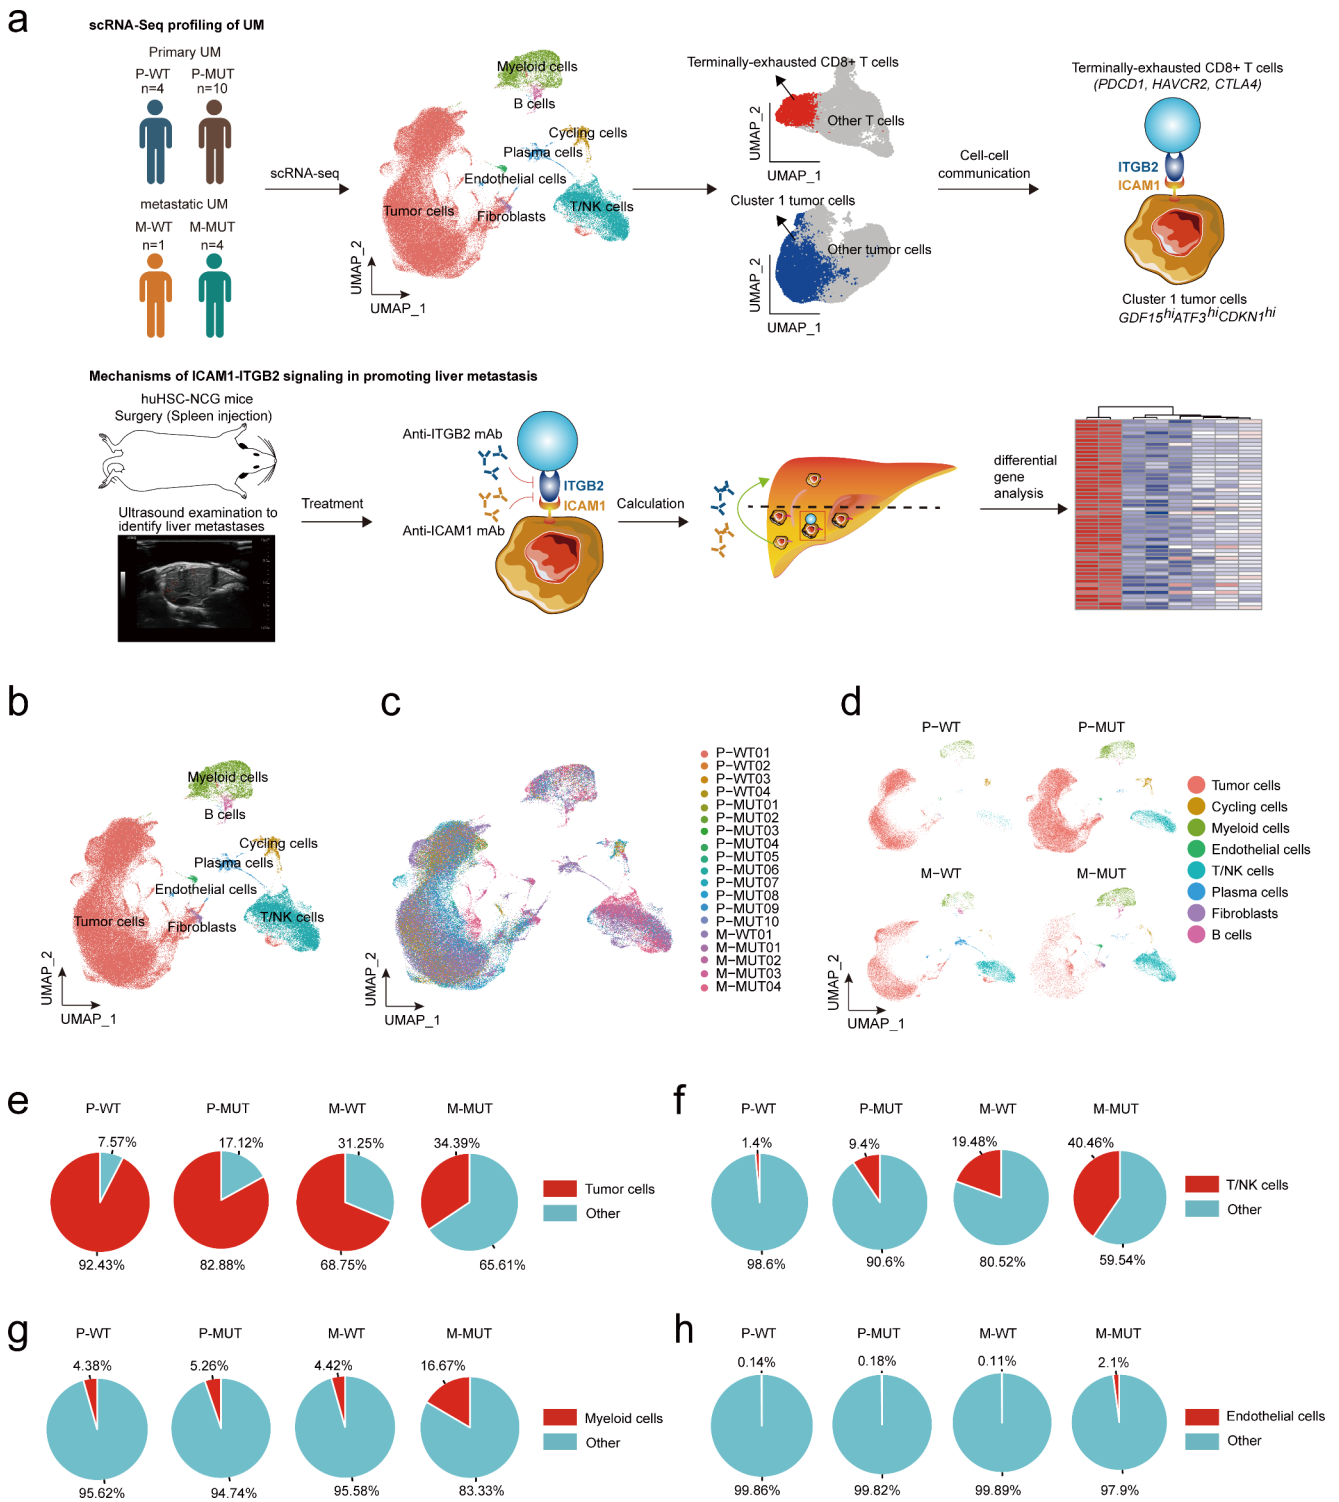 a
scRNA-Seq profiling of UM
Primary UM
P-WT
n=4
P-MUT
n=10
metastatic UM
M-WT
n=1
M-MUT
n=4
scRNA-seq
Myeloid cells
B cells
Cycling cells
Plasma cells
Endothelial cells
Tumor cells
Fibroblasts
T/NK cells
UMAP_2
UMAP_1
Terminally-exhausted CD8+ T cells
Other T cells
UMAP_2
UMAP_1
Cluster 1 tumor cells
Other tumor cells
UMAP_2
UMAP_1
Cell-cell
communication
Terminally-exhausted CD8+ T cells
(PDCD1, HAVCR2, CTLA4)
ITGB2
ICAM1
Cluster 1 tumor cells
GDF15hiATF3hiCDKN1hi
Mechanisms of ICAM1-ITGB2 signaling in promoting liver metastasis
huHSC-NCG mice
Surgery (Spleen injection)
Ultrasound examination to
identify liver metastases
Treatment
Anti-ITGB2 mAb
ITGB2
ICAM1
Anti-ICAM1 mAb
Calculation
differential
gene
analysis
b
Myeloid cells
B cells
Cycling cells
Plasma cells
Endothelial cells
Tumor cells
Fibroblasts
T/NK cells
UMAP_2
UMAP_1
c
UMAP_2
UMAP_1
P−WT01
P−WT02
P−WT03
P−WT04
P−MUT01
P−MUT02
P−MUT03
P−MUT04
P−MUT05
P−MUT06
P−MUT07
P−MUT08
P−MUT09
P−MUT10
M−WT01
M−MUT01
M−MUT02
M−MUT03
M−MUT04
d
P−WT
P−MUT
M−WT
M−MUT
UMAP_2
UMAP_1
Tumor cells
Cycling cells
Myeloid cells
Endothelial cells
T/NK cells
Plasma cells
Fibroblasts
B cells
e
P-WT
P-MUT
M-WT
M-MUT
7.57%
17.12%
31.25%
34.39%
92.43%
82.88%
68.75%
65.61%
Tumor cells
Other
f
P-WT
P-MUT
M-WT
M-MUT
1.4%
9.4%
19.48%
40.46%
98.6%
90.6%
80.52%
59.54%
T/NK cells
Other
g
P-WT
P-MUT
M-WT
M-MUT
4.38%
5.26%
4.42%
16.67%
95.62%
94.74%
95.58%
83.33%
Myeloid cells
Other
h
P-WT
P-MUT
M-WT
M-MUT
0.14%
0.18%
0.11%
2.1%
99.86%
99.82%
99.89%
97.9%
Endothelial cells
Other